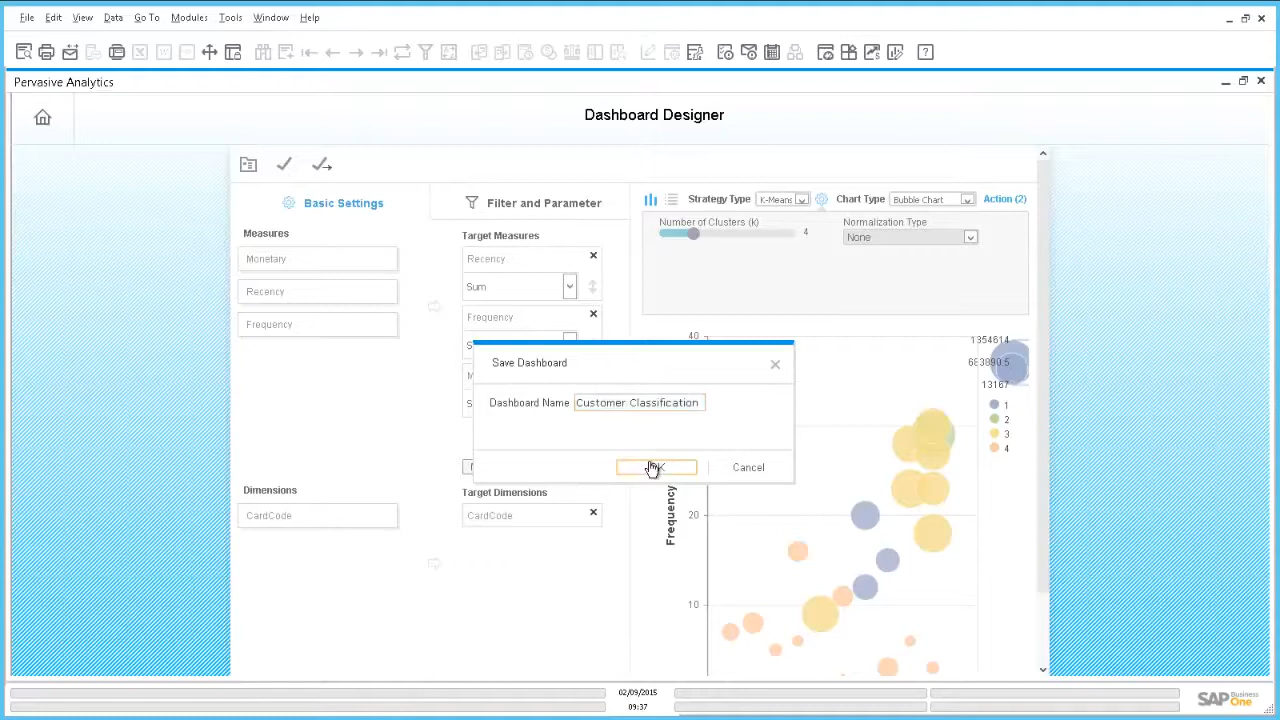 File Edit View Data Go To Modules Tools Window Help
Pervasive Analytics
Dashboard Designer
Basic Settings
Filter and Parameter
Strategy Type K-Means Chart Type Bubble Chart Action (2)
Measures
Target Measures
Number of Clusters (k)
4
Normalization Type
None
Monetary
Recency
Frequency
Recency
Sum
Frequency
S
M
S
Save Dashboard
Dashboard Name Customer Classification
Cancel
Dimensions
CardCode
Target Dimensions
CardCode
40
20
10
Frequency
1354614
683890.5
13167
1
2
3
4
02/09/2015
09:37
SAP Business One